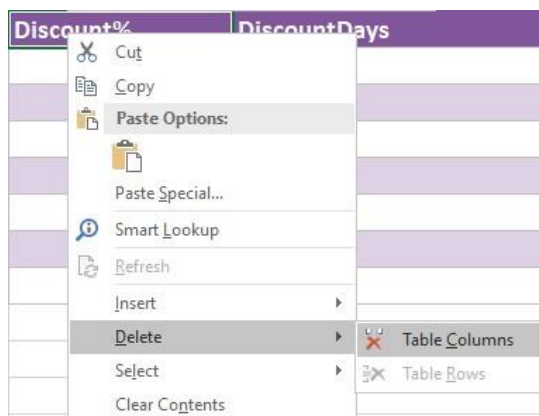 Discount% DiscountDays
Cut
Copy
Paste Options:
Paste Special...
Smart Lookup
Refresh
Insert
Delete
Table Columns
Select
Table Rows
Clear Contents